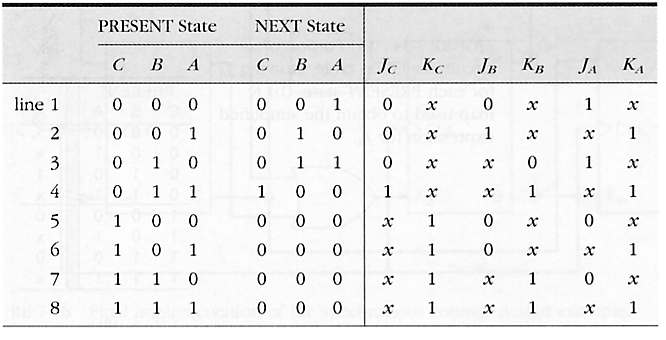 PRESENT State NEXT State
C B A C B A J_C K_C J_B K_B J_A K_A
line 1 0 0 0 0 0 1 0 x 0 x 1 x
2 0 0 1 0 1 0 0 x 1 x x 1
3 0 1 0 0 1 1 0 x x 0 1 x
4 0 1 1 1 0 0 1 x x 1 x 1
5 1 0 0 0 0 0 x 1 0 x 0 x
6 1 0 1 0 0 0 x 1 0 x x 1
7 1 1 0 0 0 0 x 1 x 1 0 x
8 1 1 1 0 0 0 x 1 x 1 x 1